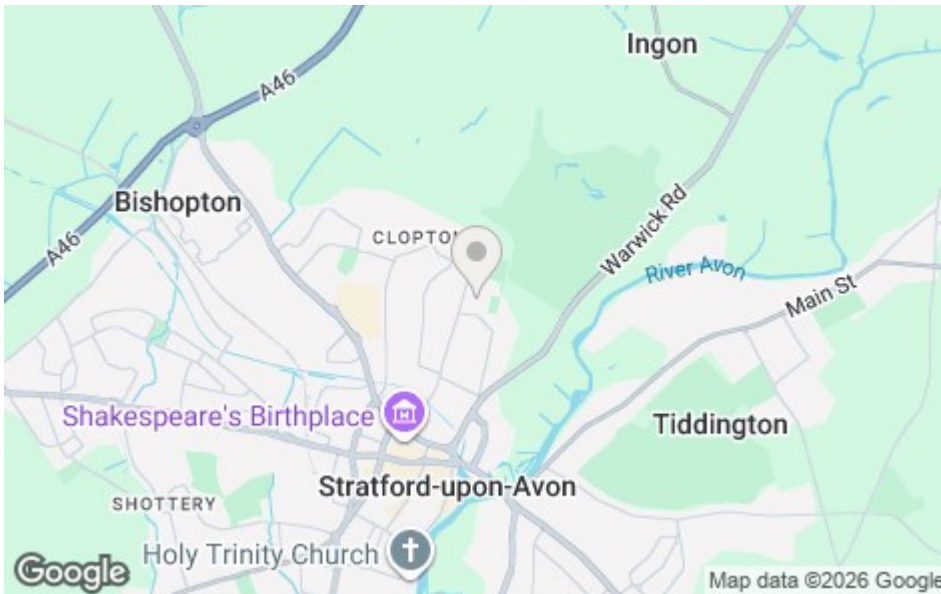 Ingon
A46
Bishopton
CLOPTO
Warwick Rd
A46
River Avon
Main St
Shakespeare's Birthplace
Tiddington
Stratford-upon-Avon
SHOTTERY
Holy Trinity Church
Google
Map data ©2026 Google